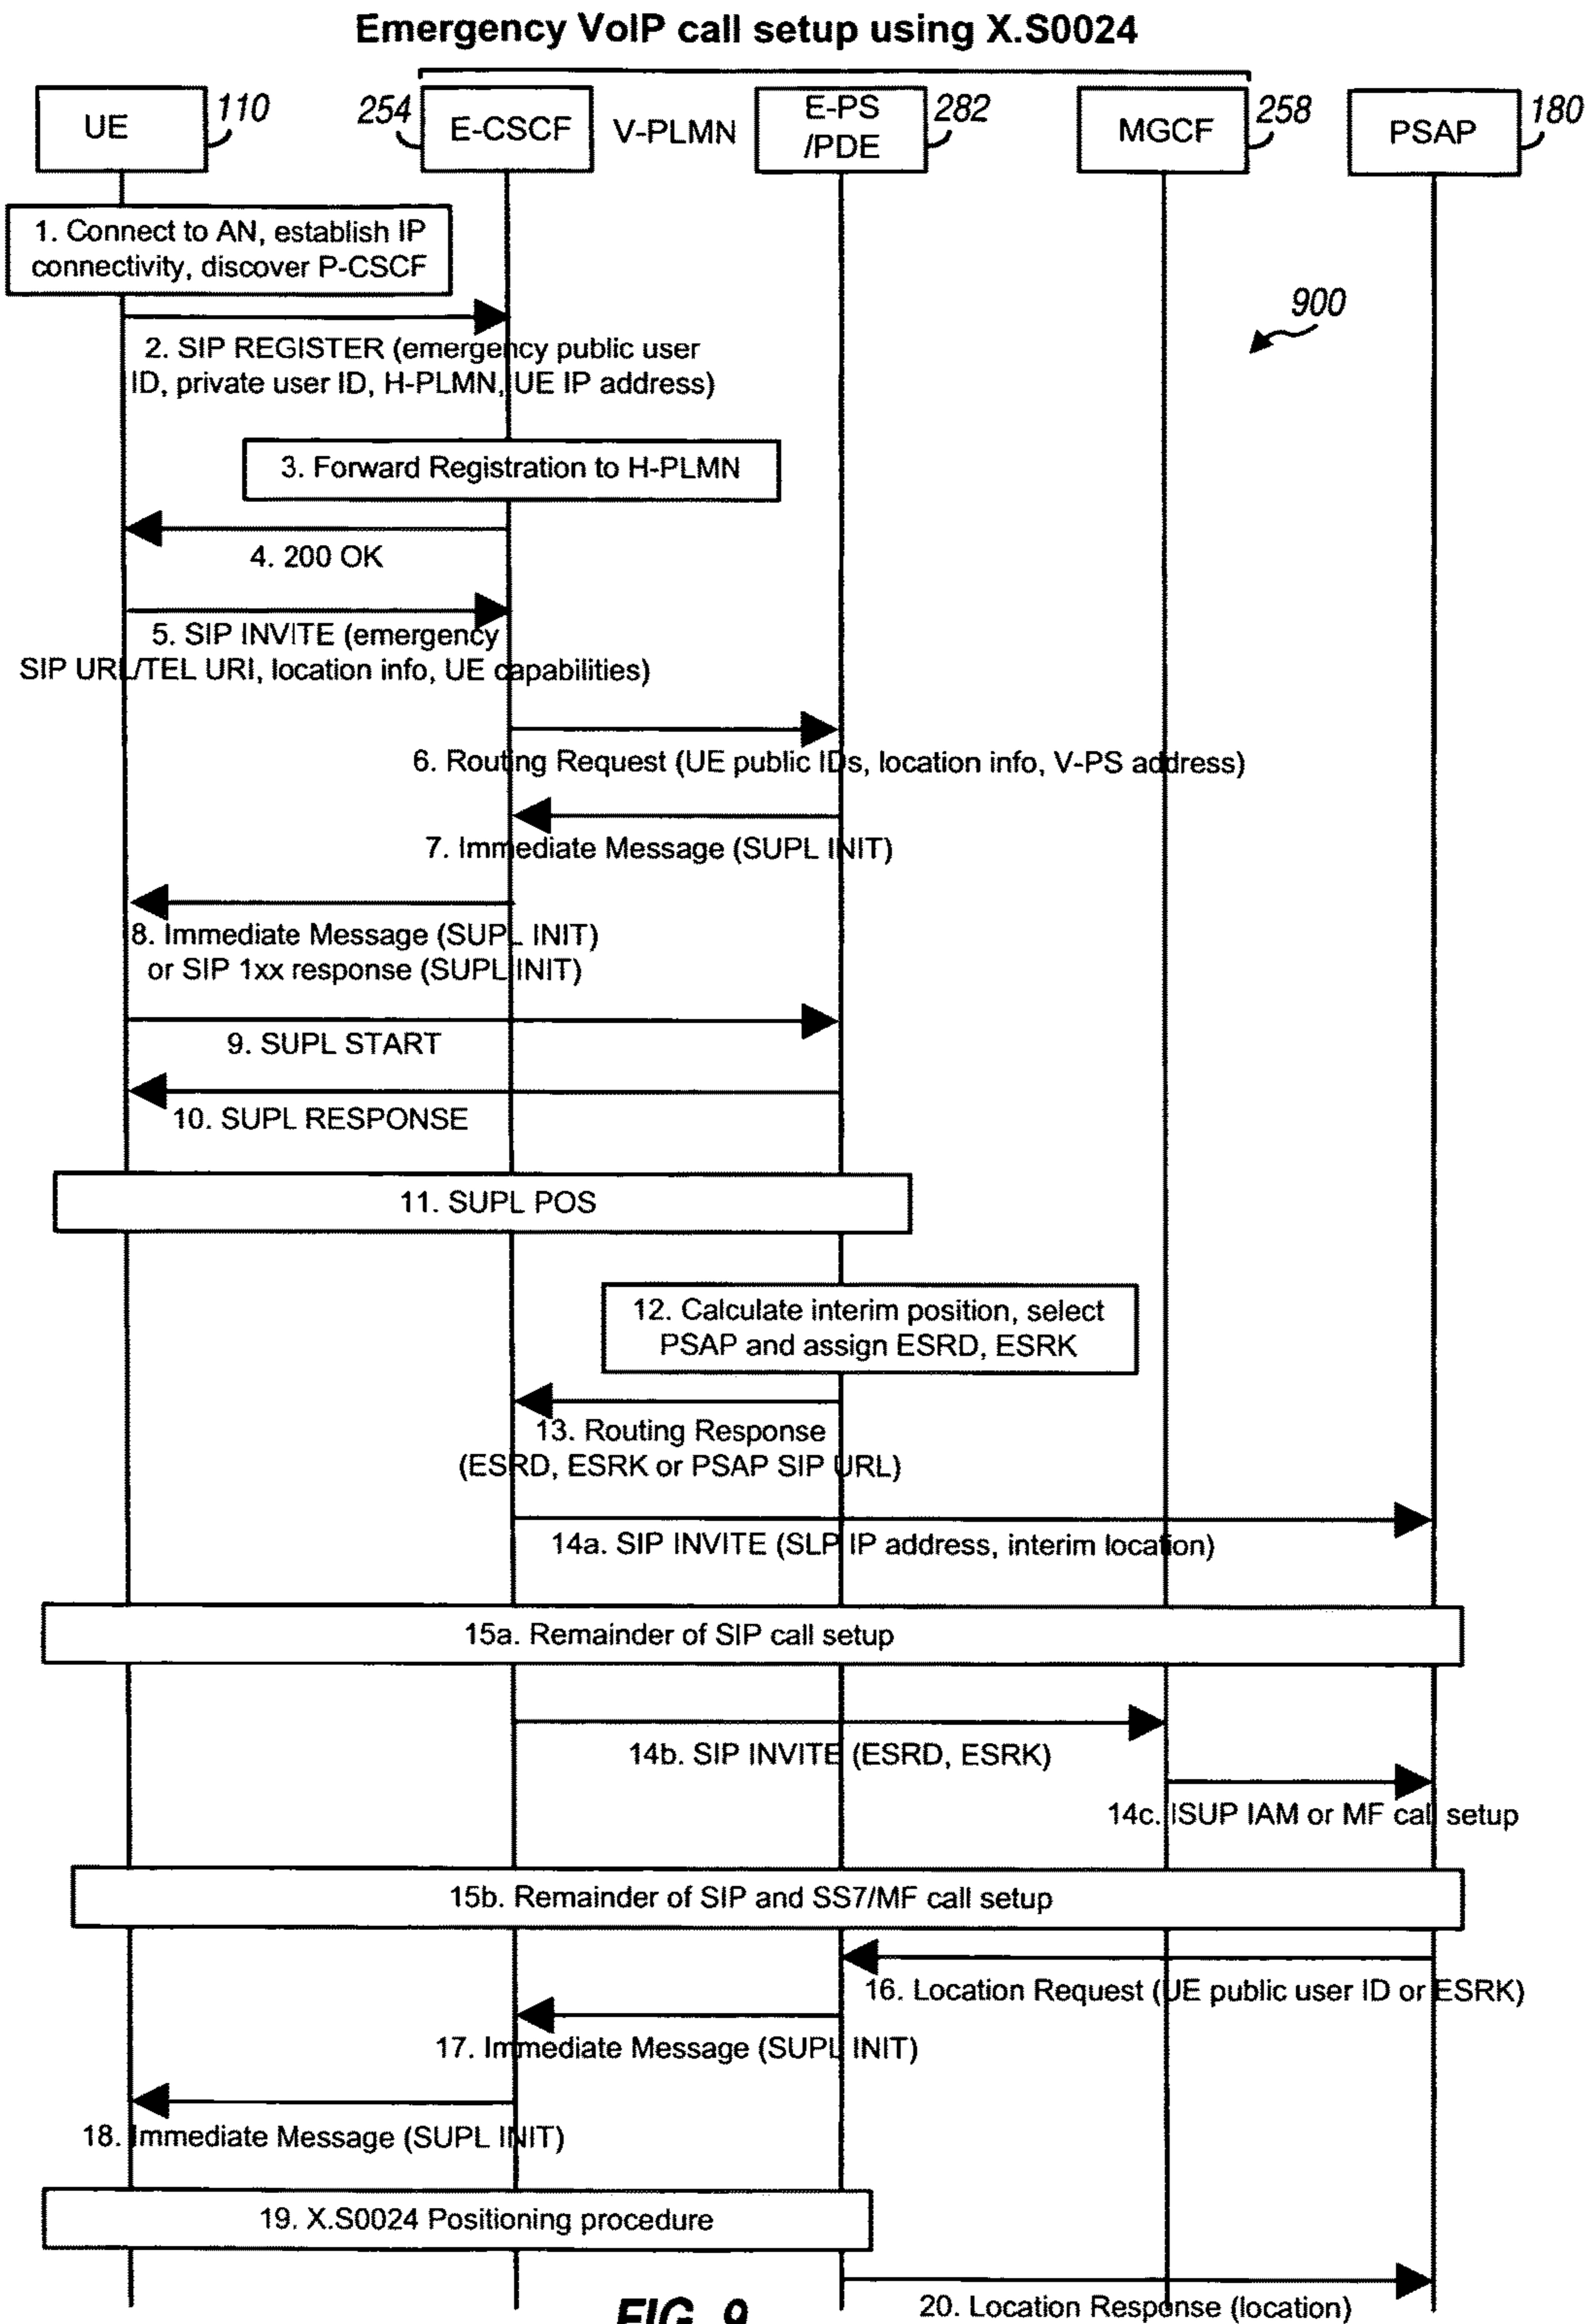 Emergency VoIP call setup using X.S0024
UE
110
254
E-CSCF
V-PLMN
E-PS
/PDE
282
MGCF
258
PSAP
180
1. Connect to AN, establish IP
connectivity, discover P-CSCF
900
2. SIP REGISTER (emergency public user
ID, private user ID, H-PLMN, UE IP address)
3. Forward Registration to H-PLMN
4. 200 OK
5. SIP INVITE (emergency
SIP URL/TEL URI, location info, UE capabilities)
6. Routing Request (UE public IDs, location info, V-PS address)
7. Immediate Message (SUPL INIT)
8. Immediate Message (SUPL INIT)
or SIP 1xx response (SUPL INIT)
9. SUPL START
10. SUPL RESPONSE
11. SUPL POS
12. Calculate interim position, select
PSAP and assign ESRD, ESRK
13. Routing Response
(ESRD, ESRK or PSAP SIP URL)
14a. SIP INVITE (SLP IP address, interim location)
15a. Remainder of SIP call setup
14b. SIP INVITE (ESRD, ESRK)
14c. ISUP IAM or MF call setup
15b. Remainder of SIP and SS7/MF call setup
16. Location Request (UE public user ID or ESRK)
17. Immediate Message (SUPL INIT)
18. Immediate Message (SUPL INIT)
19. X.S0024 Positioning procedure
20. Location Response (location)
FIG. 9